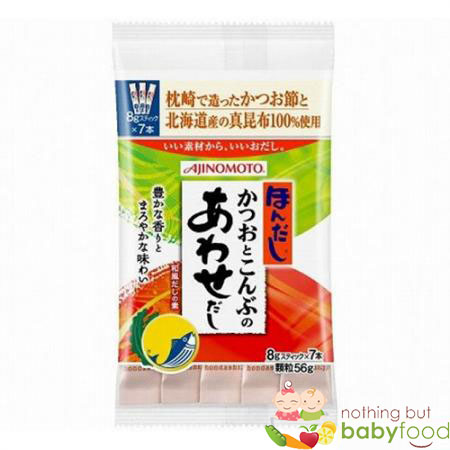 8gスティック
×7本
枕崎で造ったかつお節と
北海道産の真昆布100%使用
いい素材から、いいおだし。
AJINOMOTO®
ほんだし®
かつおとこんぶの
あわせだし
豊かな香りと
まろやかな味わい
和風だしの素
8gスティック×7本
顆粒56g
nothing but
babyfood